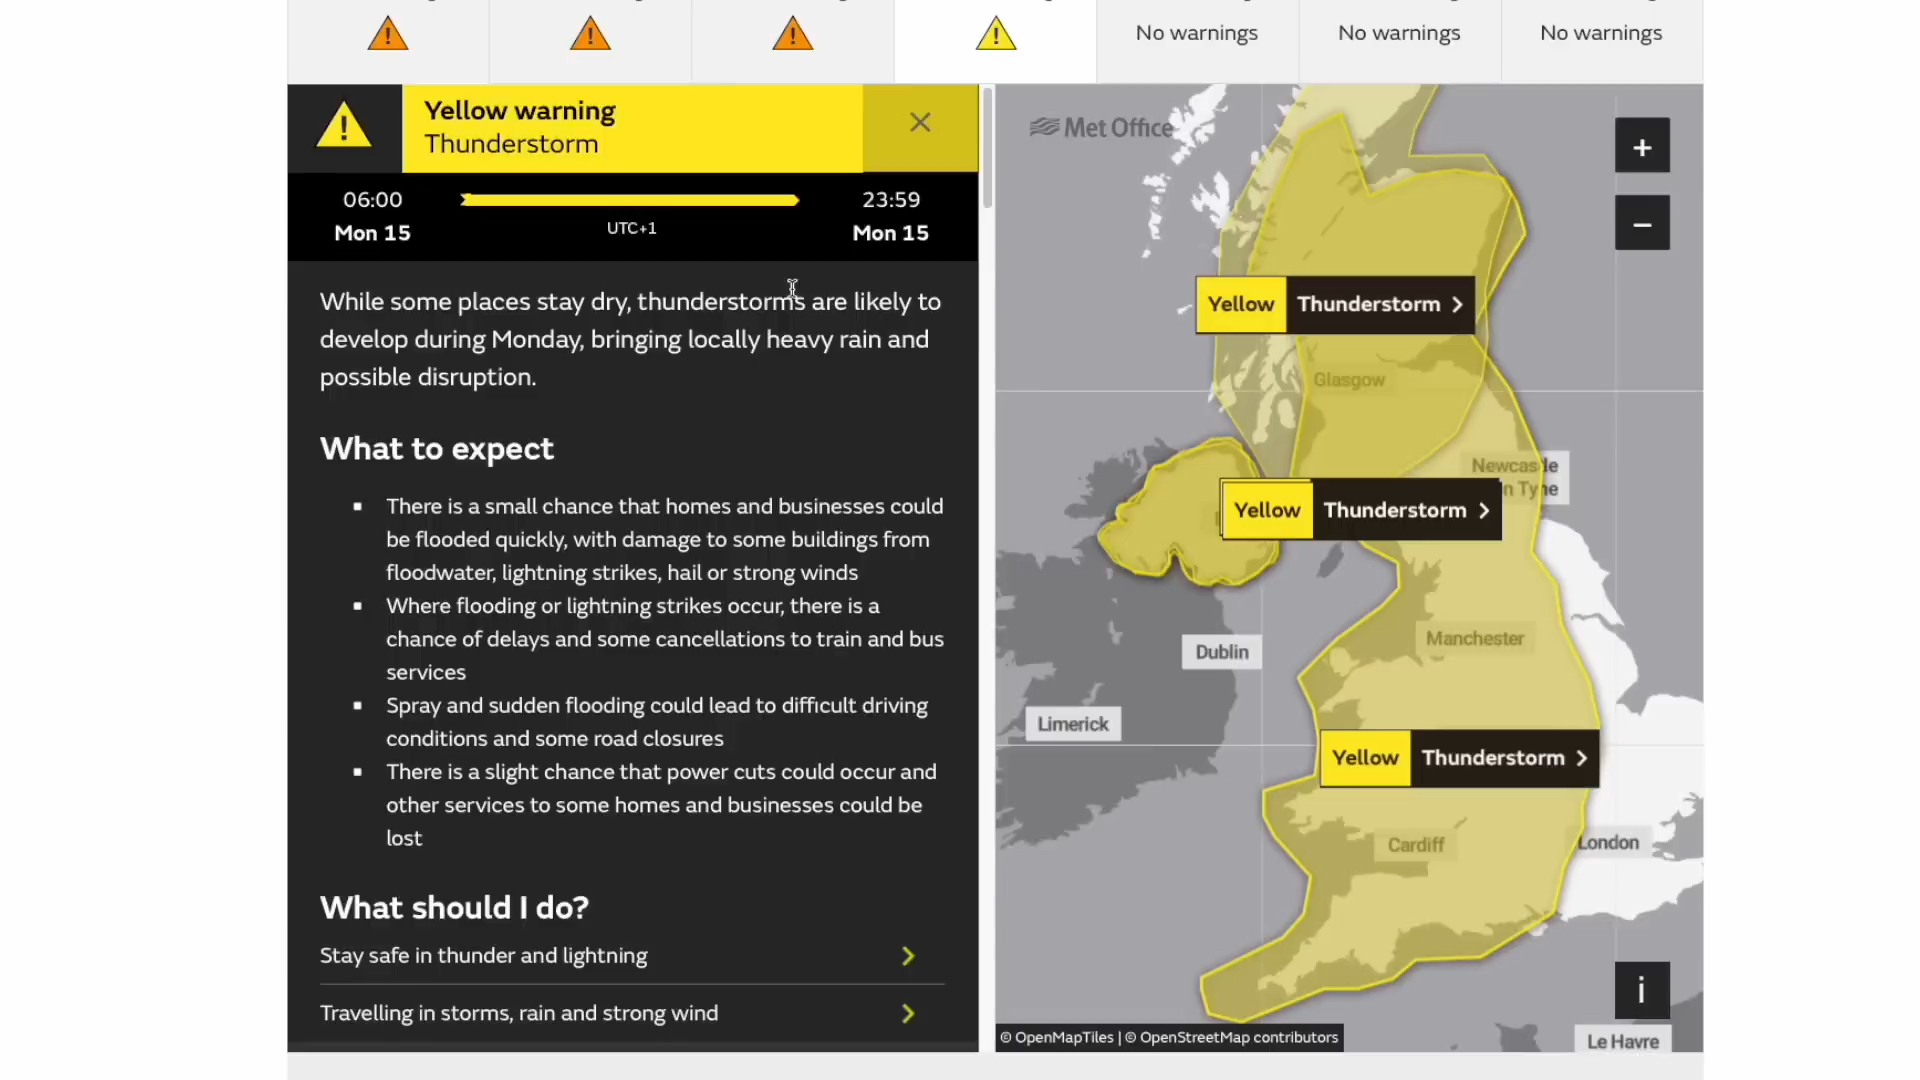 No warnings
No warnings
No warnings
Yellow warning
Thunderstorm
06:00
23:59
Mon 15
UTC+1
Mon 15
While some places stay dry, thunderstorms are likely to
develop during Monday, bringing locally heavy rain and
possible disruption.
What to expect
There is a small chance that homes and businesses could
be flooded quickly, with damage to some buildings from
floodwater, lightning strikes, hail or strong winds
Where flooding or lightning strikes occur, there is a
chance of delays and some cancellations to train and bus
services
Spray and sudden flooding could lead to difficult driving
conditions and some road closures
There is a slight chance that power cuts could occur and
other services to some homes and businesses could be
lost
What should I do?
Stay safe in thunder and lightning
Travelling in storms, rain and strong wind
Met Office
+
−
Yellow Thunderstorm
Glasgow
Newcastle
n Tyne
Yellow Thunderstorm
Manchester
Dublin
Limerick
Yellow Thunderstorm
Cardiff
London
i
Le Havre
© OpenMapTiles | © OpenStreetMap contributors